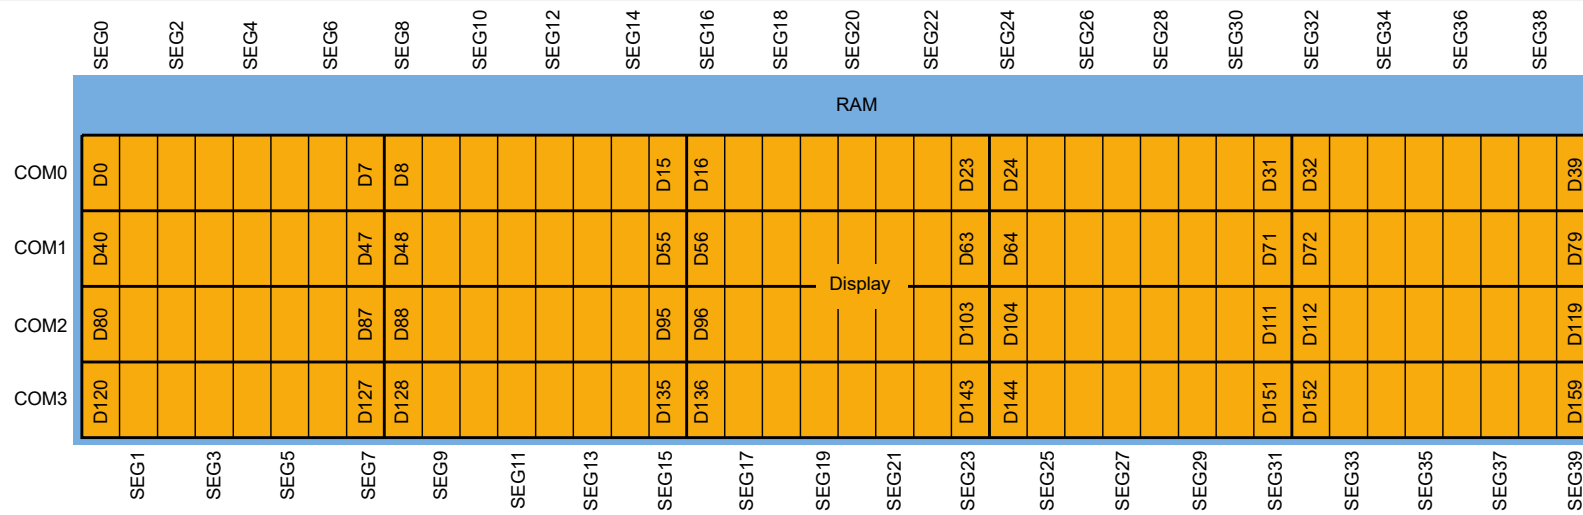 SEG0 SEG2 SEG4 SEG6 SEG8 SEG10 SEG12 SEG14 SEG16 SEG18 SEG20 SEG22 SEG24 SEG26 SEG28 SEG30 SEG32 SEG34 SEG36 SEG38
RAM
COM0 D0 D7 D8 D15 D16 D23 D24 D31 D32 D39
COM1 D40 D47 D48 D55 D56 D63 D64 D71 D72 D79
Display
COM2 D80 D87 D88 D95 D96 D103 D104 D111 D112 D119
COM3 D120 D127 D128 D135 D136 D143 D144 D151 D152 D159
SEG1 SEG3 SEG5 SEG7 SEG9 SEG11 SEG13 SEG15 SEG17 SEG19 SEG21 SEG23 SEG25 SEG27 SEG29 SEG31 SEG33 SEG35 SEG37 SEG39